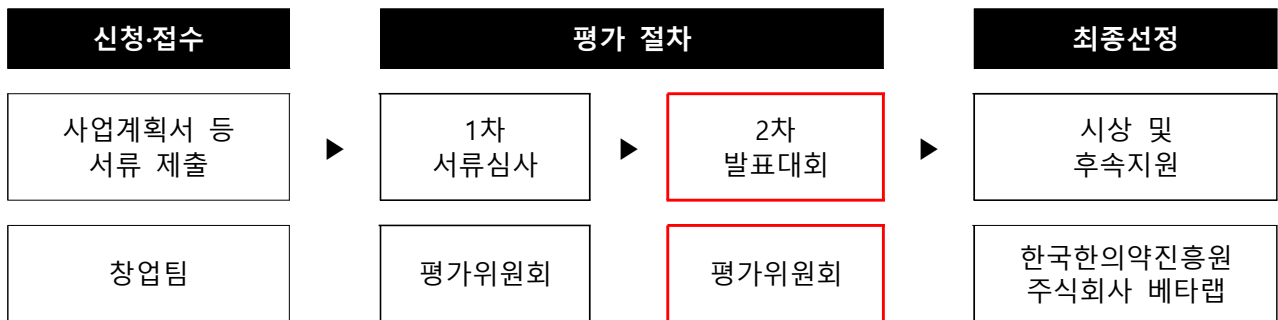 신청·접수
평가 절차
최종선정
사업계획서 등
서류 제출
▶
1차
서류심사
▶
2차
발표대회
▶
시상 및
후속지원
창업팀
평가위원회
평가위원회
한국한의약진흥원
주식회사 베타랩